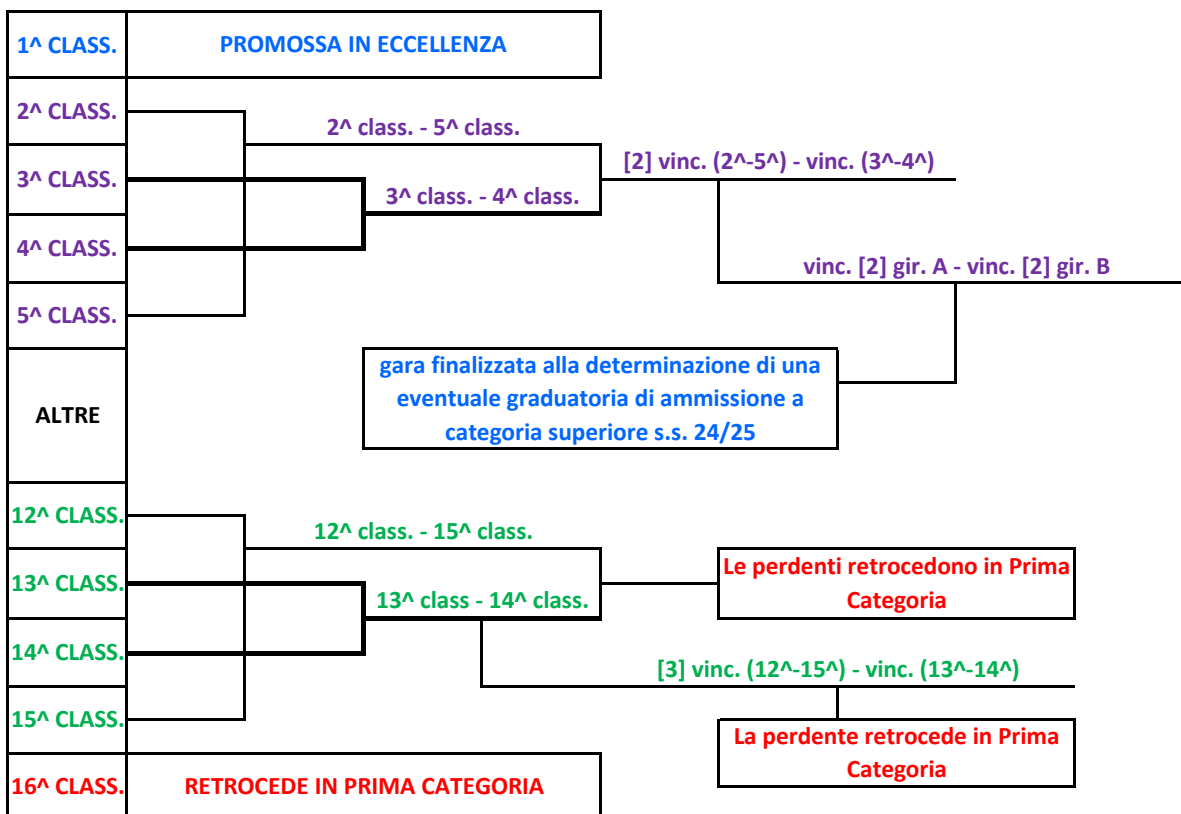 1^ CLASS.
PROMOSSA IN ECCELLENZA
2^ CLASS.
2^ class. - 5^ class.
3^ CLASS.
[2] vinc. (2^-5^) - vinc. (3^-4^)
3^ class. - 4^ class.
4^ CLASS.
vinc. [2] gir. A - vinc. [2] gir. B
5^ CLASS.
gara finalizzata alla determinazione di una
eventuale graduatoria di ammissione a
categoria superiore s.s. 24/25
ALTRE
12^ CLASS.
12^ class. - 15^ class.
13^ CLASS.
Le perdenti retrocedono in Prima
Categoria
13^ class - 14^ class.
14^ CLASS.
[3] vinc. (12^-15^) - vinc. (13^-14^)
15^ CLASS.
La perdente retrocede in Prima
Categoria
16^ CLASS.
RETROCEDE IN PRIMA CATEGORIA